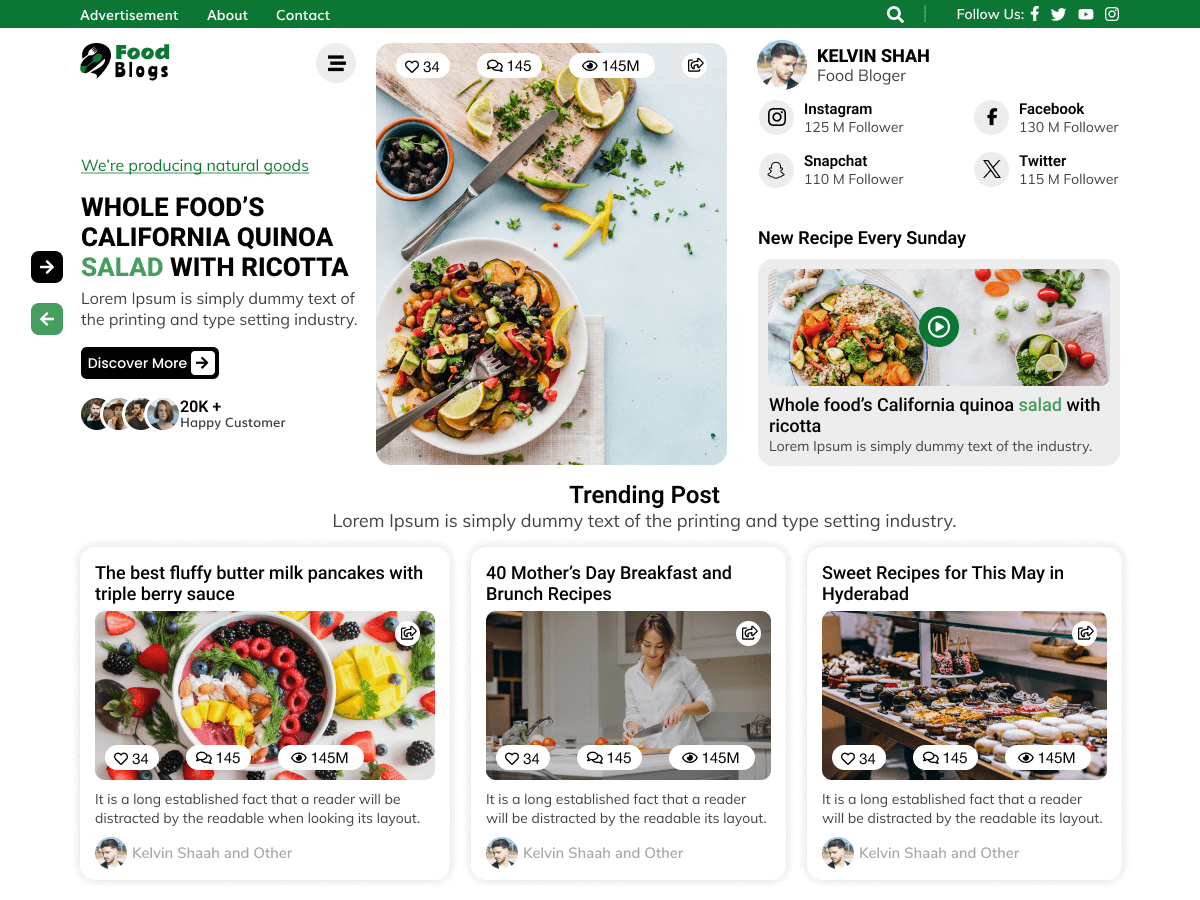 Advertisement About Contact
Follow Us:
Food
Blogs
34 145 145M
We're producing natural goods
WHOLE FOOD'S
CALIFORNIA QUINOA
SALAD WITH RICOTTA
Lorem Ipsum is simply dummy text of
the printing and type setting industry.
Discover More
20K +
Happy Customer
KELVIN SHAH
Food Bloger
Instagram
125 M Follower
Facebook
130 M Follower
Snapchat
110 M Follower
Twitter
115 M Follower
New Recipe Every Sunday
Whole food's California quinoa salad with
ricotta
Lorem Ipsum is simply dummy text of the industry.
Trending Post
Lorem Ipsum is simply dummy text of the printing and type setting industry.
The best fluffy butter milk pancakes with
triple berry sauce
34 145 145M
It is a long established fact that a reader will be
distracted by the readable when looking its layout.
Kelvin Shaah and Other
40 Mother's Day Breakfast and
Brunch Recipes
34 145 145M
It is a long established fact that a reader
will be distracted by the readable its layout.
Kelvin Shaah and Other
Sweet Recipes for This May in
Hyderabad
34 145 145M
It is a long established fact that a reader
will be distracted by the readable its layout.
Kelvin Shaah and Other